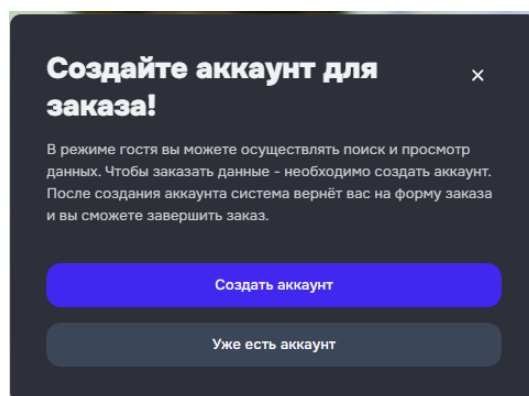 Создайте аккаунт для
заказа!
В режиме гостя вы можете осуществлять поиск и просмотр
данных. Чтобы заказать данные - необходимо создать аккаунт.
После создания аккаунта система вернёт вас на форму заказа
и вы сможете завершить заказ.
Создать аккаунт
Уже есть аккаунт